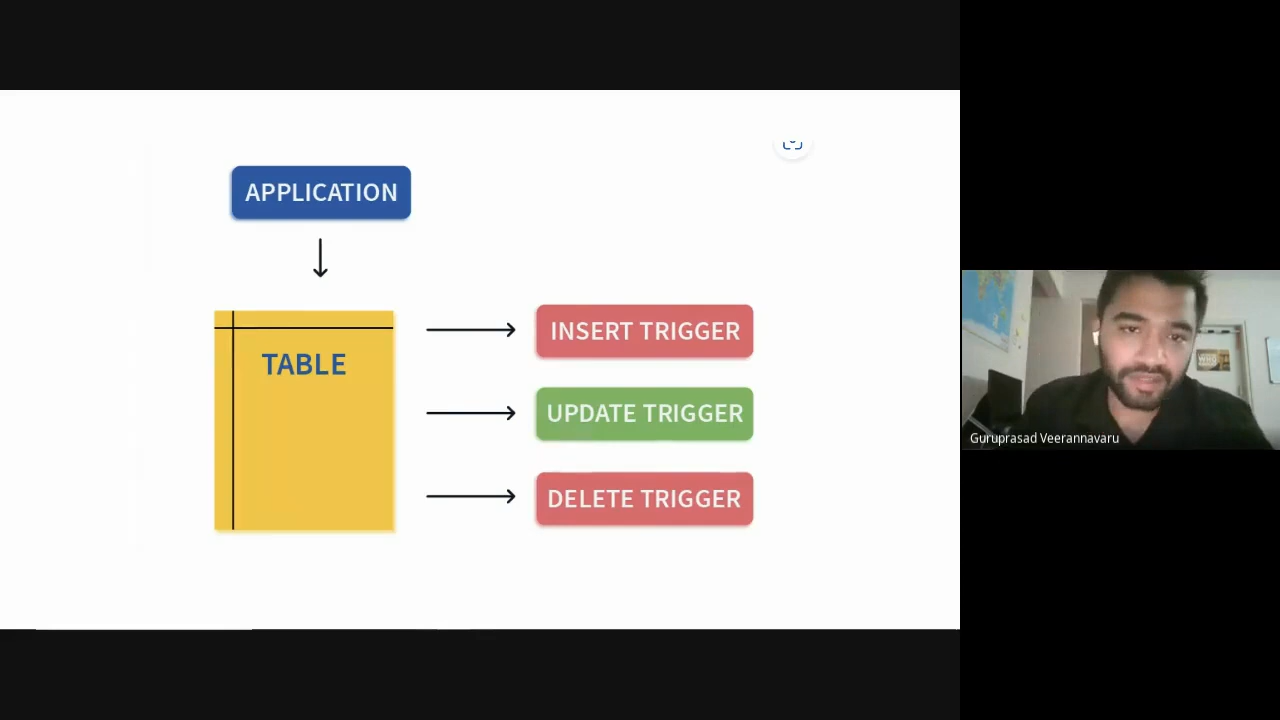 APPLICATION
TABLE
INSERT TRIGGER
UPDATE TRIGGER
DELETE TRIGGER
Guruprasad Veerannavaru